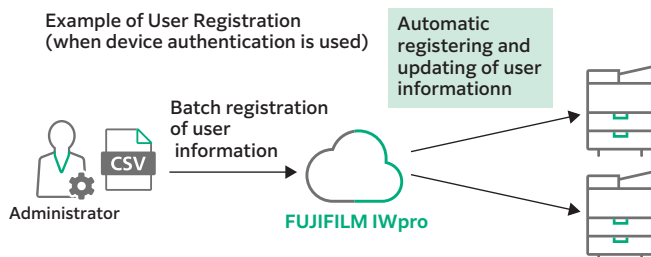 Example of User Registration
(when device authentication is used)
Automatic
registering and
updating of user
informationn
Batch registration
of user
information
CSV
Administrator
FUJIFILM IWpro